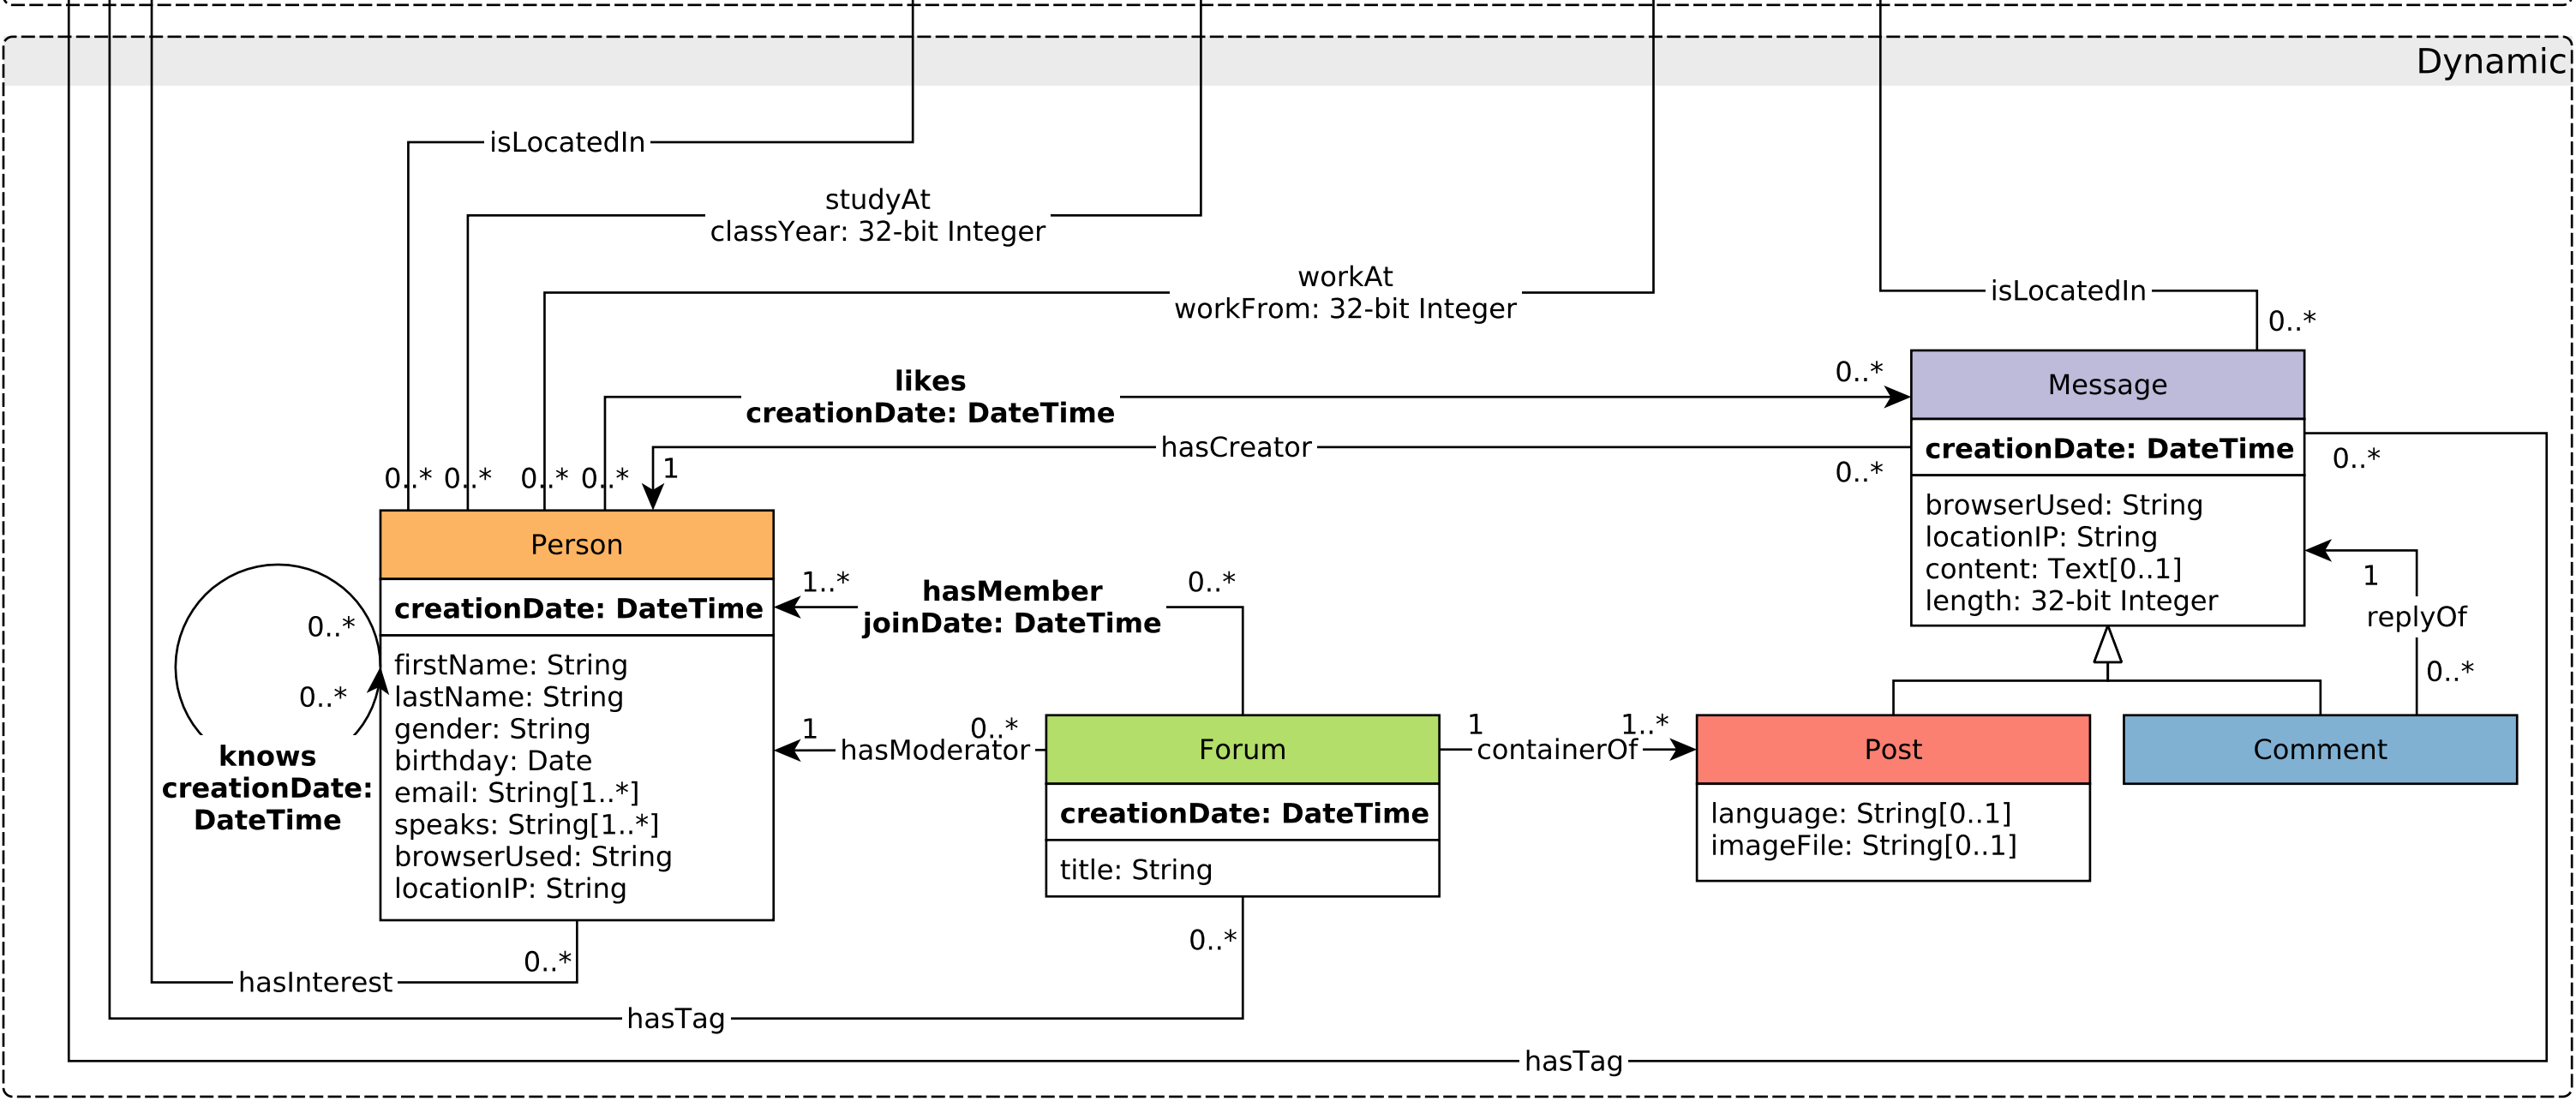 Dynamic
isLocatedIn
studyAt
classYear: 32-bit Integer
workAt
workFrom: 32-bit Integer
isLocatedIn
0..*
likes
creationDate: DateTime
0..*
hasCreator
0..*
0..*
0..*
0..*
0..*
1
Message
creationDate: DateTime
browserUsed: String
locationIP: String
content: Text[0..1]
length: 32-bit Integer
0..*
1
replyOf
0..*
Person
creationDate: DateTime
firstName: String
lastName: String
gender: String
birthday: Date
email: String[1..*]
speaks: String[1..*]
browserUsed: String
locationIP: String
0..*
0..*
knows
creationDate:
DateTime
1..*
hasMember
joinDate: DateTime
0..*
1
hasModerator
0..*
Forum
creationDate: DateTime
title: String
1
containerOf
1..*
Post
language: String[0..1]
imageFile: String[0..1]
Comment
0..*
hasInterest
0..*
hasTag
hasTag